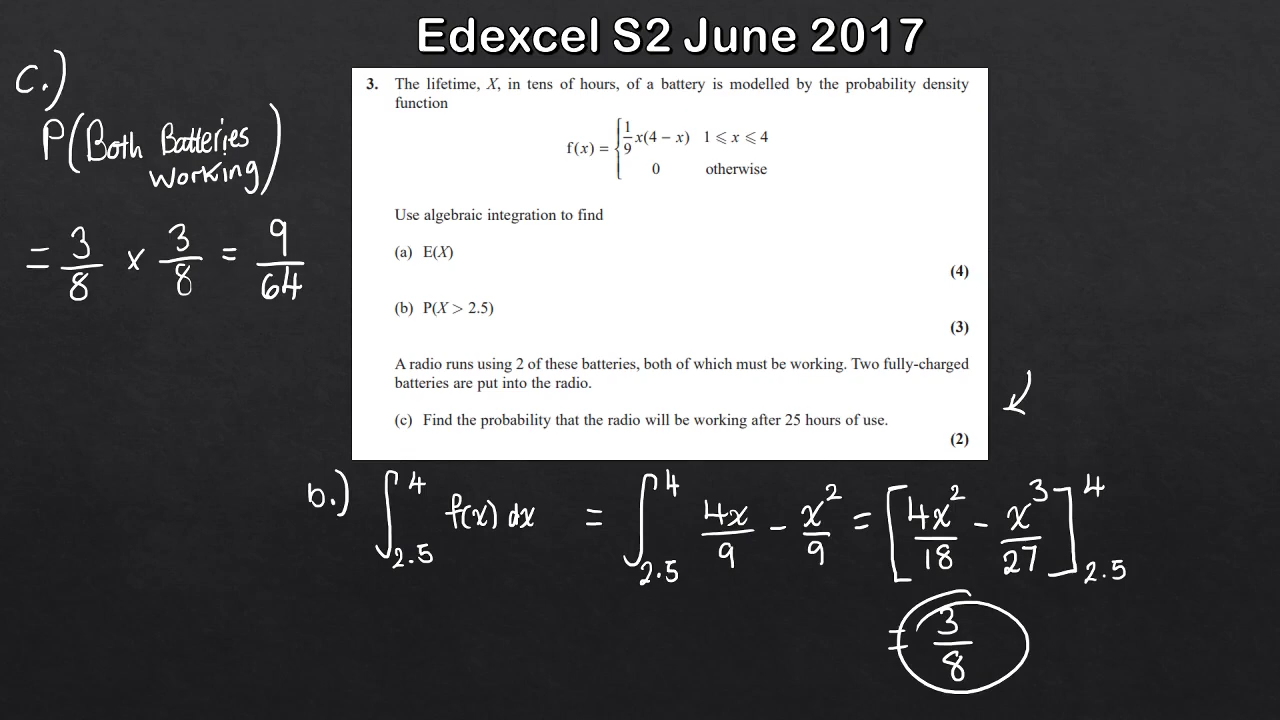 Edexcel S2 June 2017
c.)
P(Both Batteries
Working)
= 3/8 × 3/8 = 9/64
3. The lifetime, X, in tens of hours, of a battery is modelled by the probability density
function
f(x) = { 1/9 x(4 − x) 1 ⩽ x ⩽ 4
0 otherwise
Use algebraic integration to find
(a) E(X)
(4)
(b) P(X > 2.5)
(3)
A radio runs using 2 of these batteries, both of which must be working. Two fully-charged
batteries are put into the radio.
(c) Find the probability that the radio will be working after 25 hours of use.
(2)
b.) ∫_2.5^4 f(x) dx = ∫_2.5^4 4x/9 − x²/9 = [4x²/18 − x³/27]_2.5^4
= 3/8